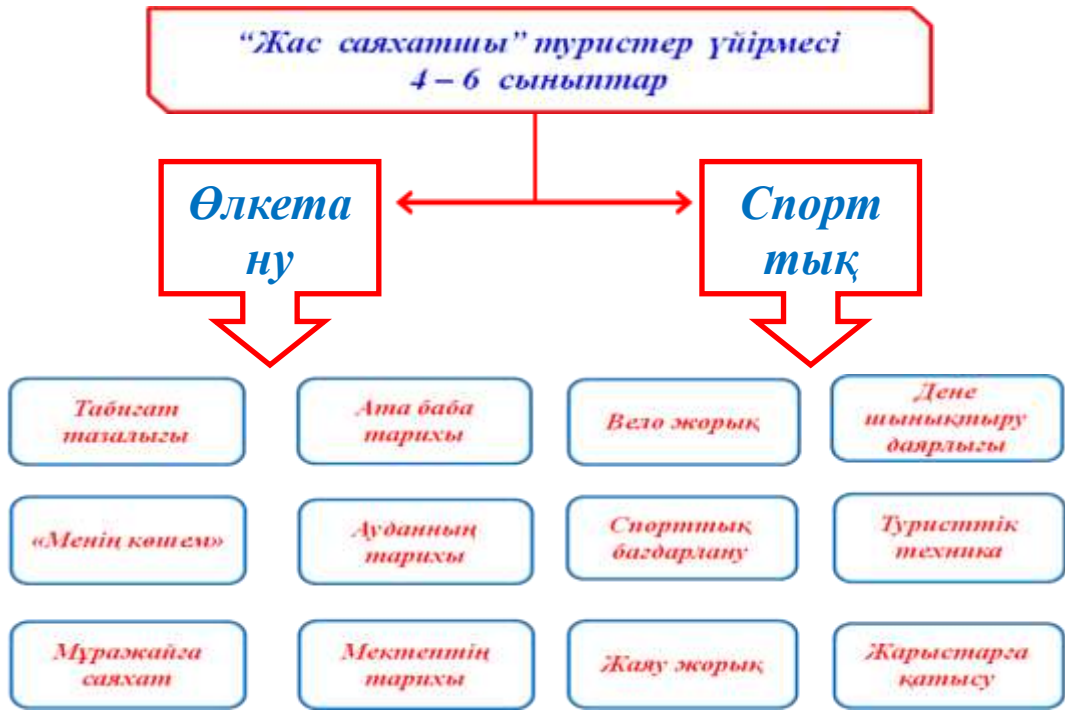 “Жас саяхатшы” туристер үйірмесі
4 – 6 сыныптар
Өлкета
ну
Спорт
тық
Табиғат
тазалығы
Ата баба
тарихы
Вело жорық
Дене
шынықтыру
даярлығы
«Менің көшем»
Ауданның
тарихы
Спорттық
бағдарлану
Туристтік
техника
Мұражайға
саяхат
Мектептің
тарихы
Жаяу жорық
Жарыстарға
қатысу